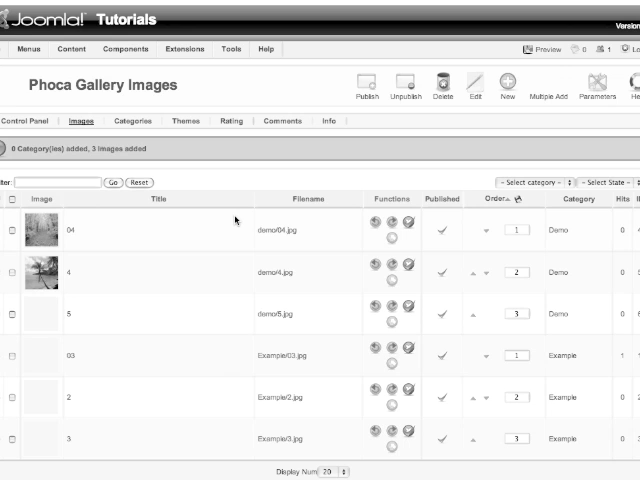 Joomla! Tutorials
Version
Menus Content Components Extensions Tools Help Preview 0 1 Lo
Phoca Gallery Images
Publish Unpublish Delete Edit New Multiple Add Parameters He
Control Panel Images Categories Themes Rating Comments Info
0 Category(ies) added, 3 images added
lter: Go Reset - Select category - - Select State -
Image Title Filename Functions Published Order Category Hits
04 demo/04.jpg 1 Demo 0
4 demo/4.jpg 2 Demo 0
5 demo/5.jpg 3 Demo 0
03 Example/03.jpg 1 Example 1
2 Example/2.jpg 2 Example 0
3 Example/3.jpg 3 Example 0
Display Num 20